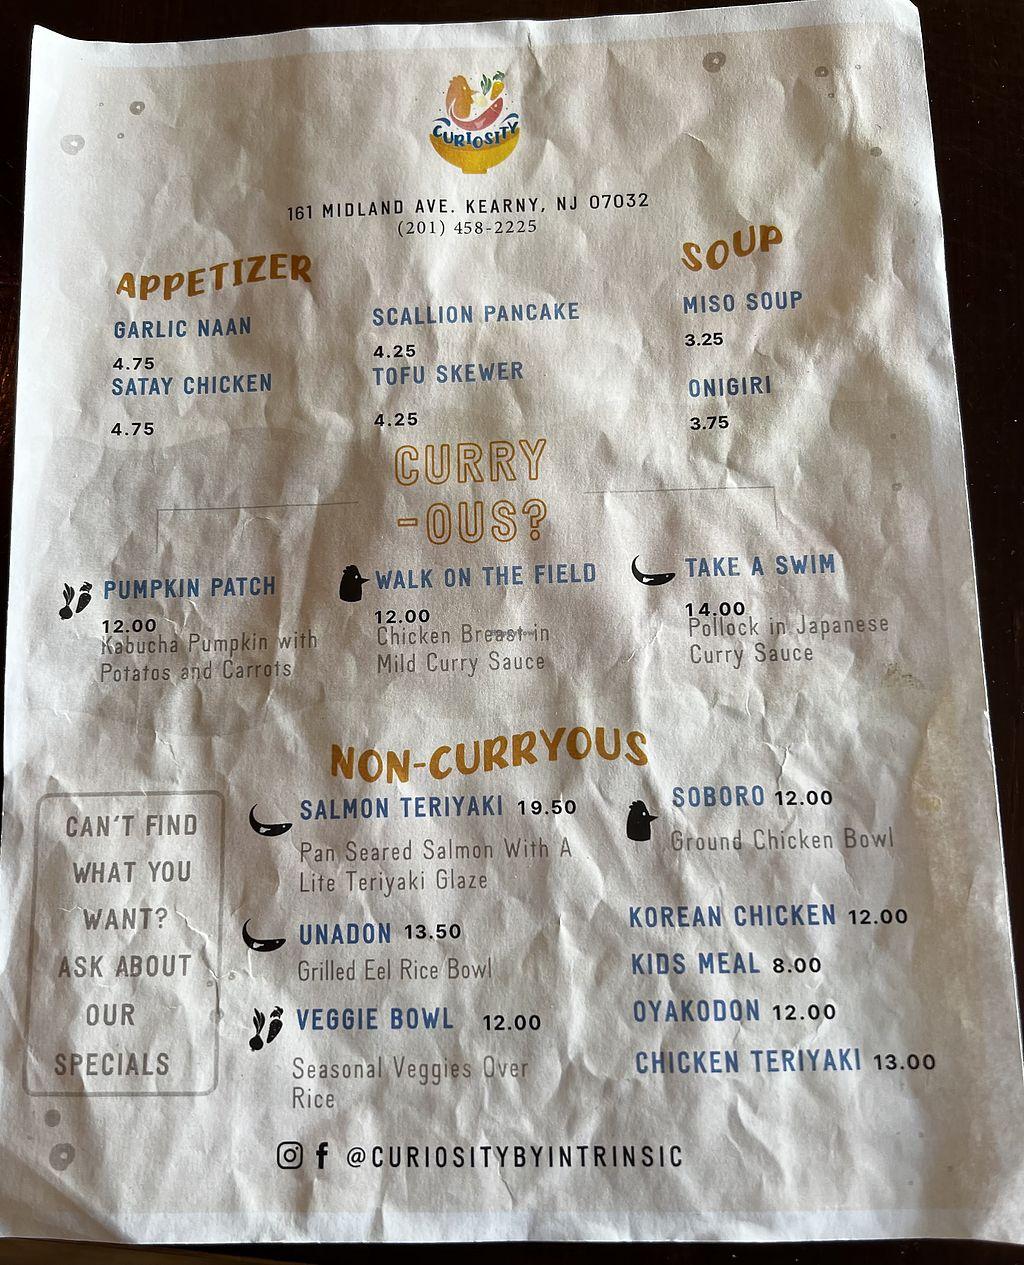 CURIOSITY
161 MIDLAND AVE. KEARNY, NJ 07032
(201) 458-2225
APPETIZER
GARLIC NAAN
4.75
SATAY CHICKEN
4.75
SCALLION PANCAKE
4.25
TOFU SKEWER
4.25
SOUP
MISO SOUP
3.25
ONIGIRI
3.75
CURRY
-OUS?
PUMPKIN PATCH
12.00
Kabucha Pumpkin with
Potatos and Carrots
WALK ON THE FIELD
12.00
Chicken Breast in
Mild Curry Sauce
TAKE A SWIM
14.00
Pollock in Japanese
Curry Sauce
NON-CURRYOUS
CAN'T FIND
WHAT YOU
WANT?
ASK ABOUT
OUR
SPECIALS
SALMON TERIYAKI 19.50
Pan Seared Salmon With A
Lite Teriyaki Glaze
UNADON 13.50
Grilled Eel Rice Bowl
VEGGIE BOWL 12.00
Seasonal Veggies Over
Rice
SOBORO 12.00
Ground Chicken Bowl
KOREAN CHICKEN 12.00
KIDS MEAL 8.00
OYAKODON 12.00
CHICKEN TERIYAKI 13.00
@CURIOSITYBYINTRINSIC